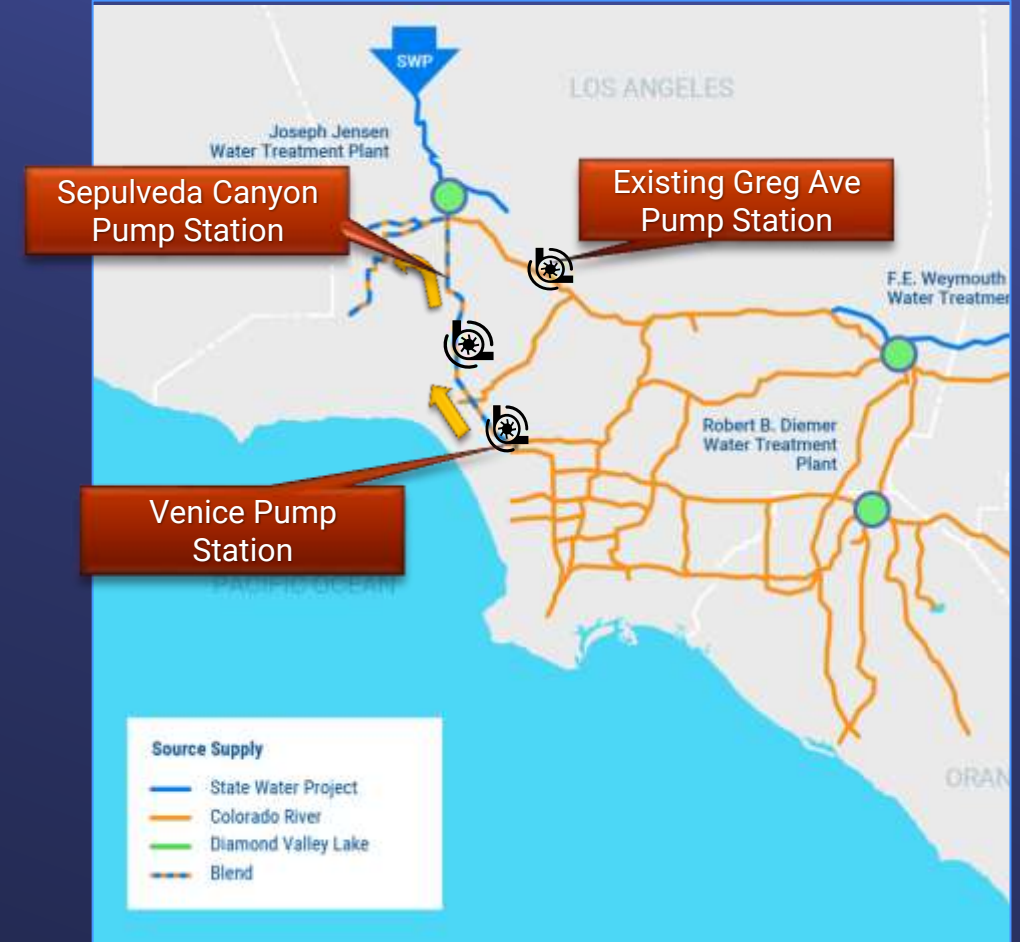 SWP
LOS ANGELES
Joseph Jensen
Water Treatment Plant
Sepulveda Canyon
Pump Station
Existing Greg Ave
Pump Station
F.E. Weymouth
Water Treatmen
Robert B. Diemer
Water Treatment
Plant
Venice Pump
Station
PACIFIC OCEAN
Source Supply
State Water Project
Colorado River
Diamond Valley Lake
Blend
ORAN